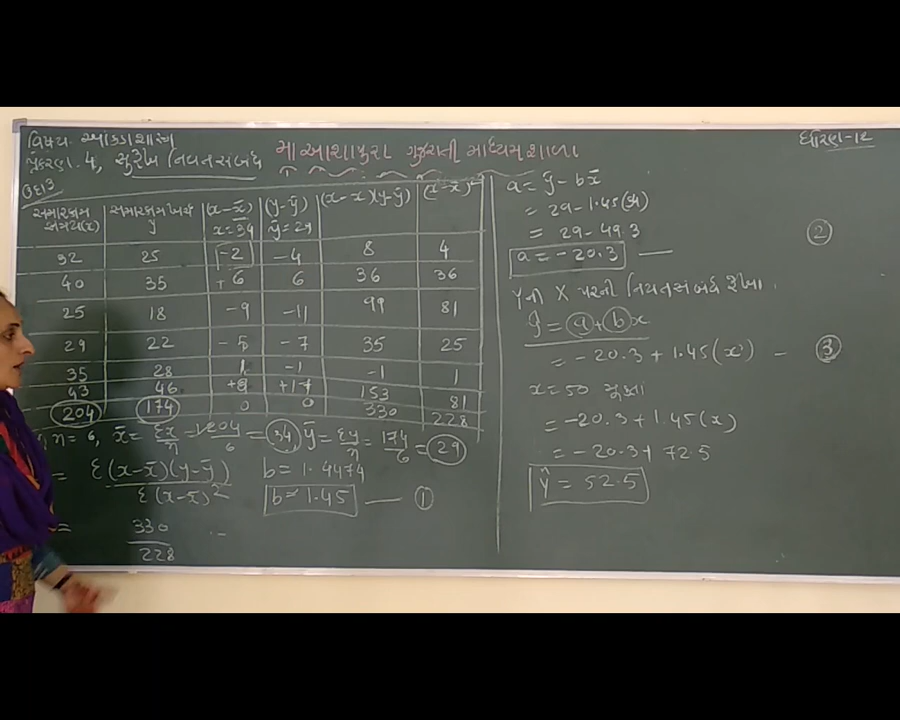 વિષય આંકડાશાસ્ત્ર
ધોરણ-12
પ્રકરણ. 4, સુરેખ નિયતસંબંધ
મા આશાપુરા ગુજરાતી માધ્યમ શાળા
(x-x̄) (y-ȳ) (x-x̄)(y-ȳ) (x-x̄)²
(x) y x̄=34 ȳ=29
32 25 -2 -4 8 4
40 35 +6 6 36 36
25 18 -9 -11 99 81
29 22 -5 -7 35 25
35 28 1 -1 -1 1
43 46 +9 +17 153 81
204 174 0 0 330 228
n = 6, x̄ = Σx/n = 204/6 = 34 ȳ = Σy/n = 174/6 = 29
= Σ(x-x̄)(y-ȳ) / Σ(x-x̄)²
= 330/228
b = 1.4474
b = 1.45 —— ①
a = ȳ - bx̄
= 29 - 1.45(34)
= 29 - 49.3
a = -20.3 —— ②
Yની X પરની નિયતસંબંધ રેખા
ŷ = a + bx
= -20.3 + 1.45(x) - ③
x = 50 મૂકતા
= -20.3 + 1.45(x)
= -20.3 + 72.5
ŷ = 52.5